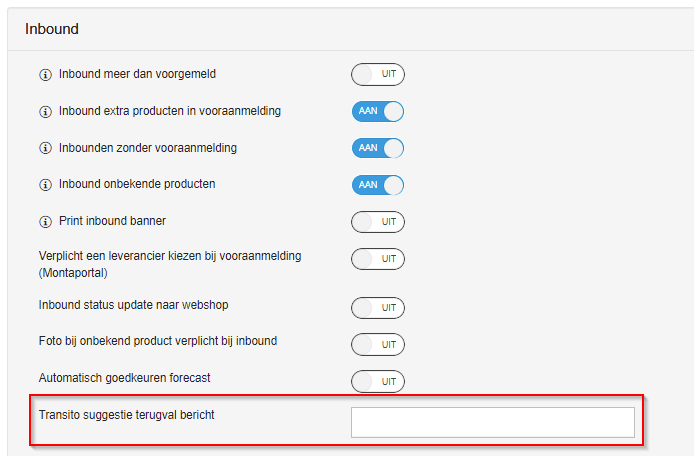 Inbound
Inbound meer dan voorgemeld UIT
Inbound extra producten in vooraanmelding AAN
Inbounden zonder vooraanmelding AAN
Inbound onbekende producten AAN
Print inbound banner UIT
Verplicht een leverancier kiezen bij vooraanmelding
(Montaportal) UIT
Inbound status update naar webshop UIT
Foto bij onbekend product verplicht bij inbound UIT
Automatisch goedkeuren forecast UIT
Transito suggestie terugval bericht